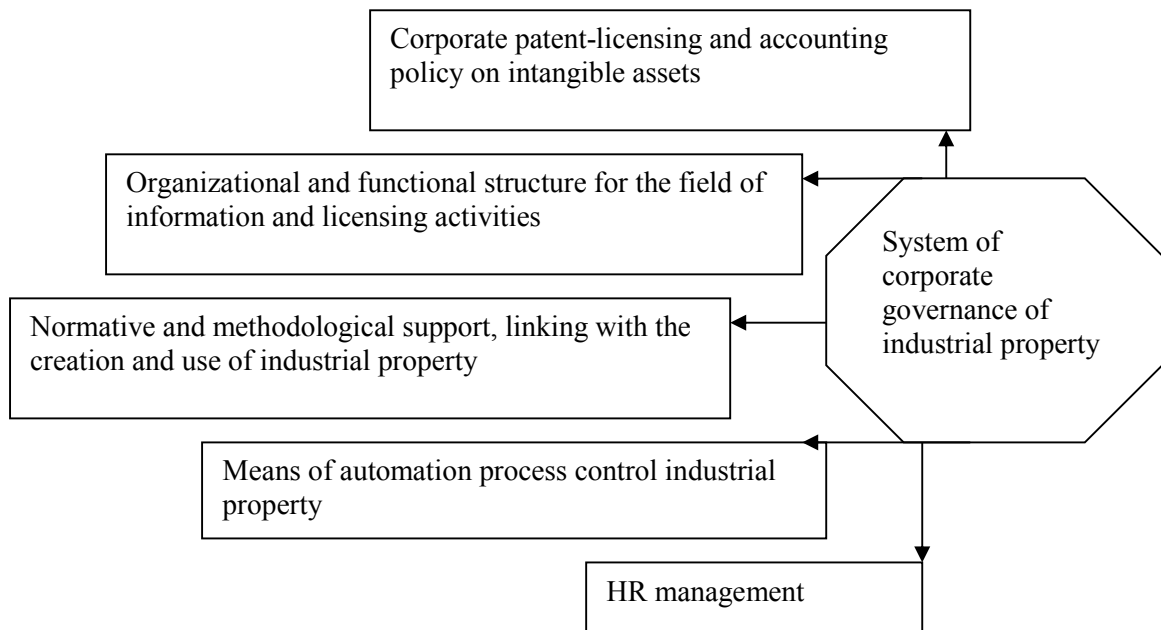 Corporate patent-licensing and accounting
policy on intangible assets
Organizational and functional structure for the field of
information and licensing activities
System of
corporate
governance of
industrial property
Normative and methodological support, linking with the
creation and use of industrial property
Means of automation process control industrial
property
HR management